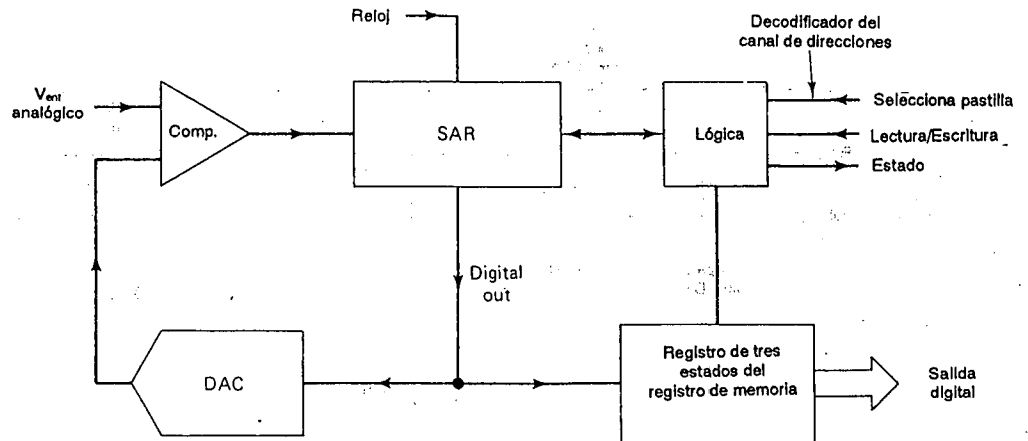 Reloj
Decodificador del
canal de direcciones
Vent
analógico
Comp.
SAR
Lógica
Selecciona pastilla
Lectura/Escritura
Estado
Digital
out
DAC
Registro de tres
estados del
registro de memoria
Salida
digital